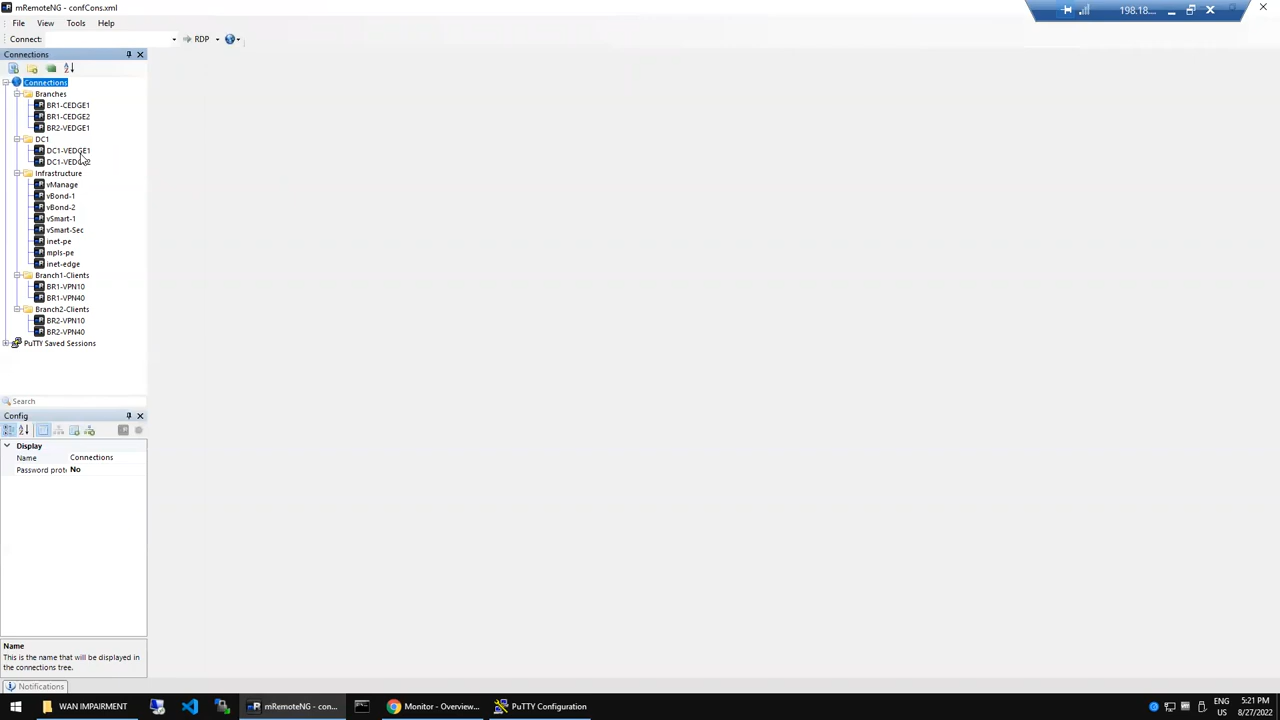 mRemoteNG - confCons.xml
198.18....
File View Tools Help
Connect: RDP
Connections
Connections
Branches
BR1-CEDGE1
BR1-CEDGE2
BR2-VEDGE1
DC1
DC1-VEDGE1
DC1-VEDGE2
Infrastructure
vManage
vBond-1
vBond-2
vSmart-1
vSmart-Sec
inet-pe
mpls-pe
inet-edge
Branch1-Clients
BR1-VPN10
BR1-VPN40
Branch2-Clients
BR2-VPN10
BR2-VPN40
PuTTY Saved Sessions
Search
Config
Display
Name Connections
Password prote No
Name
This is the name that will be displayed in
the connections tree.
Notifications
WAN IMPAIRMENT
mRemoteNG - con...
Monitor - Overview...
PuTTY Configuration
ENG 5:21 PM
US 8/27/2022